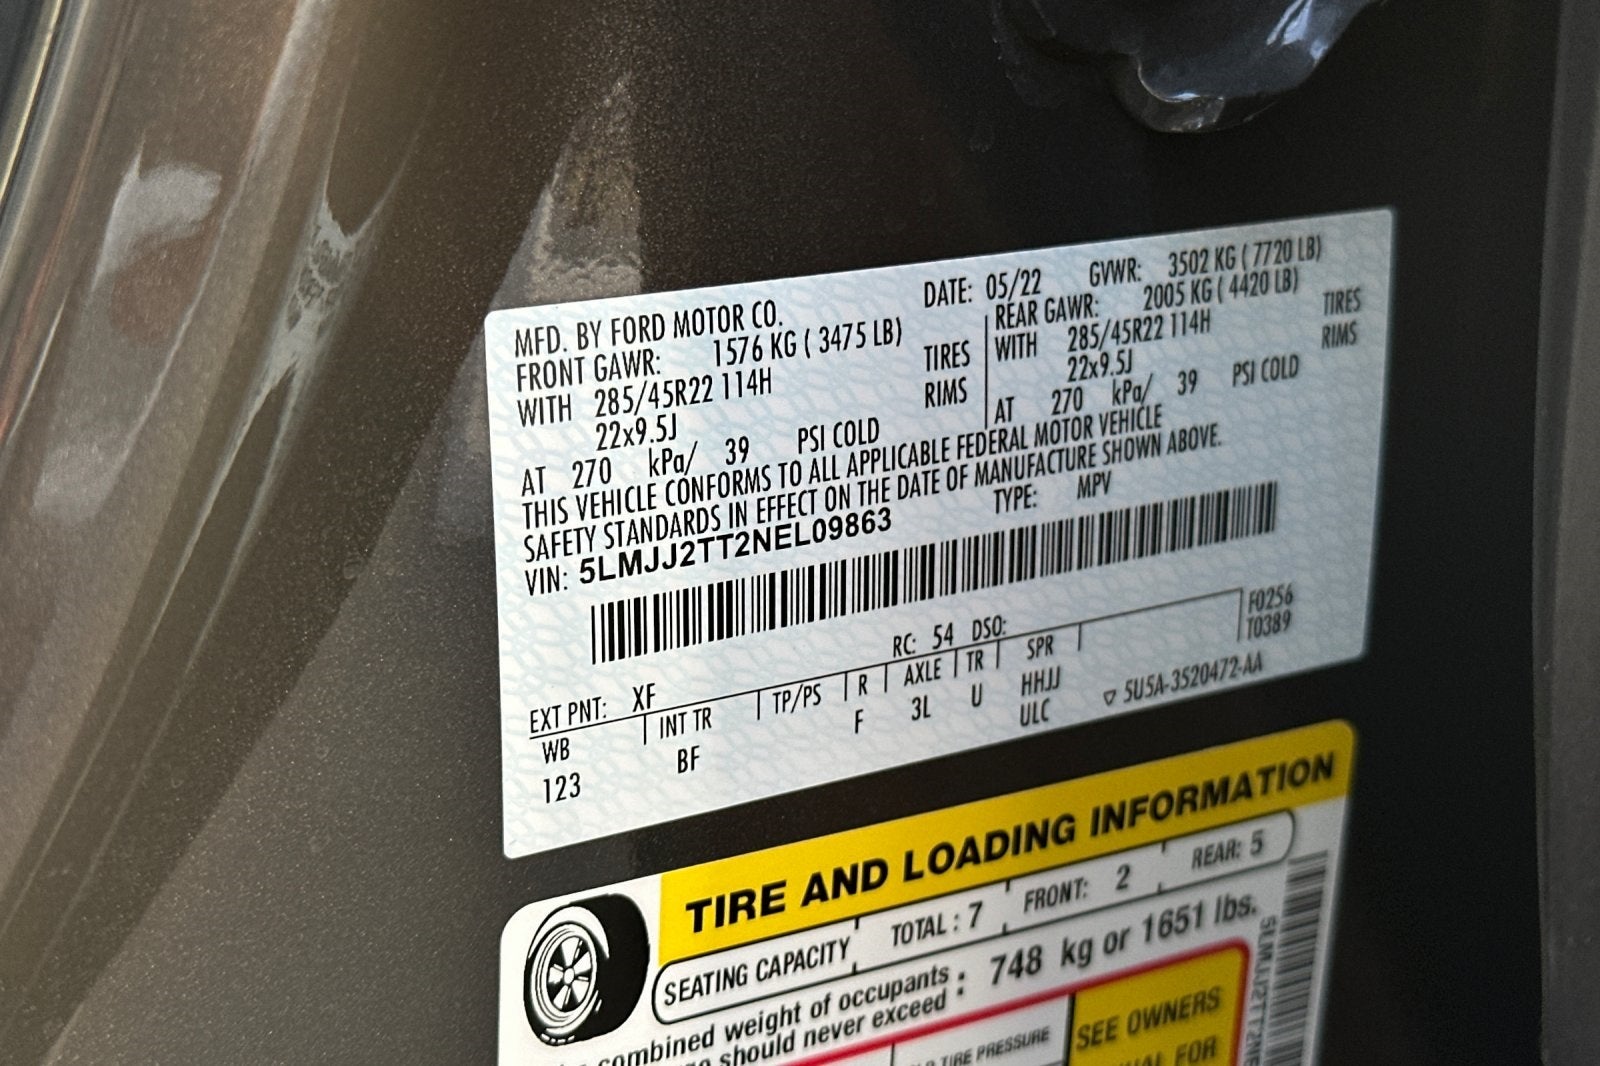 MFD. BY FORD MOTOR CO. DATE: 05/22 GVWR: 3502 KG ( 7720 LB)
FRONT GAWR: 1576 KG ( 3475 LB) REAR GAWR: 2005 KG ( 4420 LB)
WITH 285/45R22 114H TIRES WITH 285/45R22 114H TIRES
22x9.5J RIMS 22x9.5J RIMS
AT 270 kPa/ 39 PSI COLD AT 270 kPa/ 39 PSI COLD
THIS VEHICLE CONFORMS TO ALL APPLICABLE FEDERAL MOTOR VEHICLE
SAFETY STANDARDS IN EFFECT ON THE DATE OF MANUFACTURE SHOWN ABOVE.
VIN: 5LMJJ2TT2NEL09863 TYPE: MPV
F0256
EXT PNT: XF RC: 54 DSO: T0389
WB INT TR TP/PS R AXLE TR SPR
123 BF F 3L U HHJJ
ULC ▽ 5U5A-3520472-AA
TIRE AND LOADING INFORMATION
SEATING CAPACITY TOTAL : 7 FRONT: 2 REAR: 5
combined weight of occupants : 748 kg or 1651 lbs.
should never exceed
TIRE PRESSURE
SEE OWNERS
FOR
5LMJJ2TT2NE